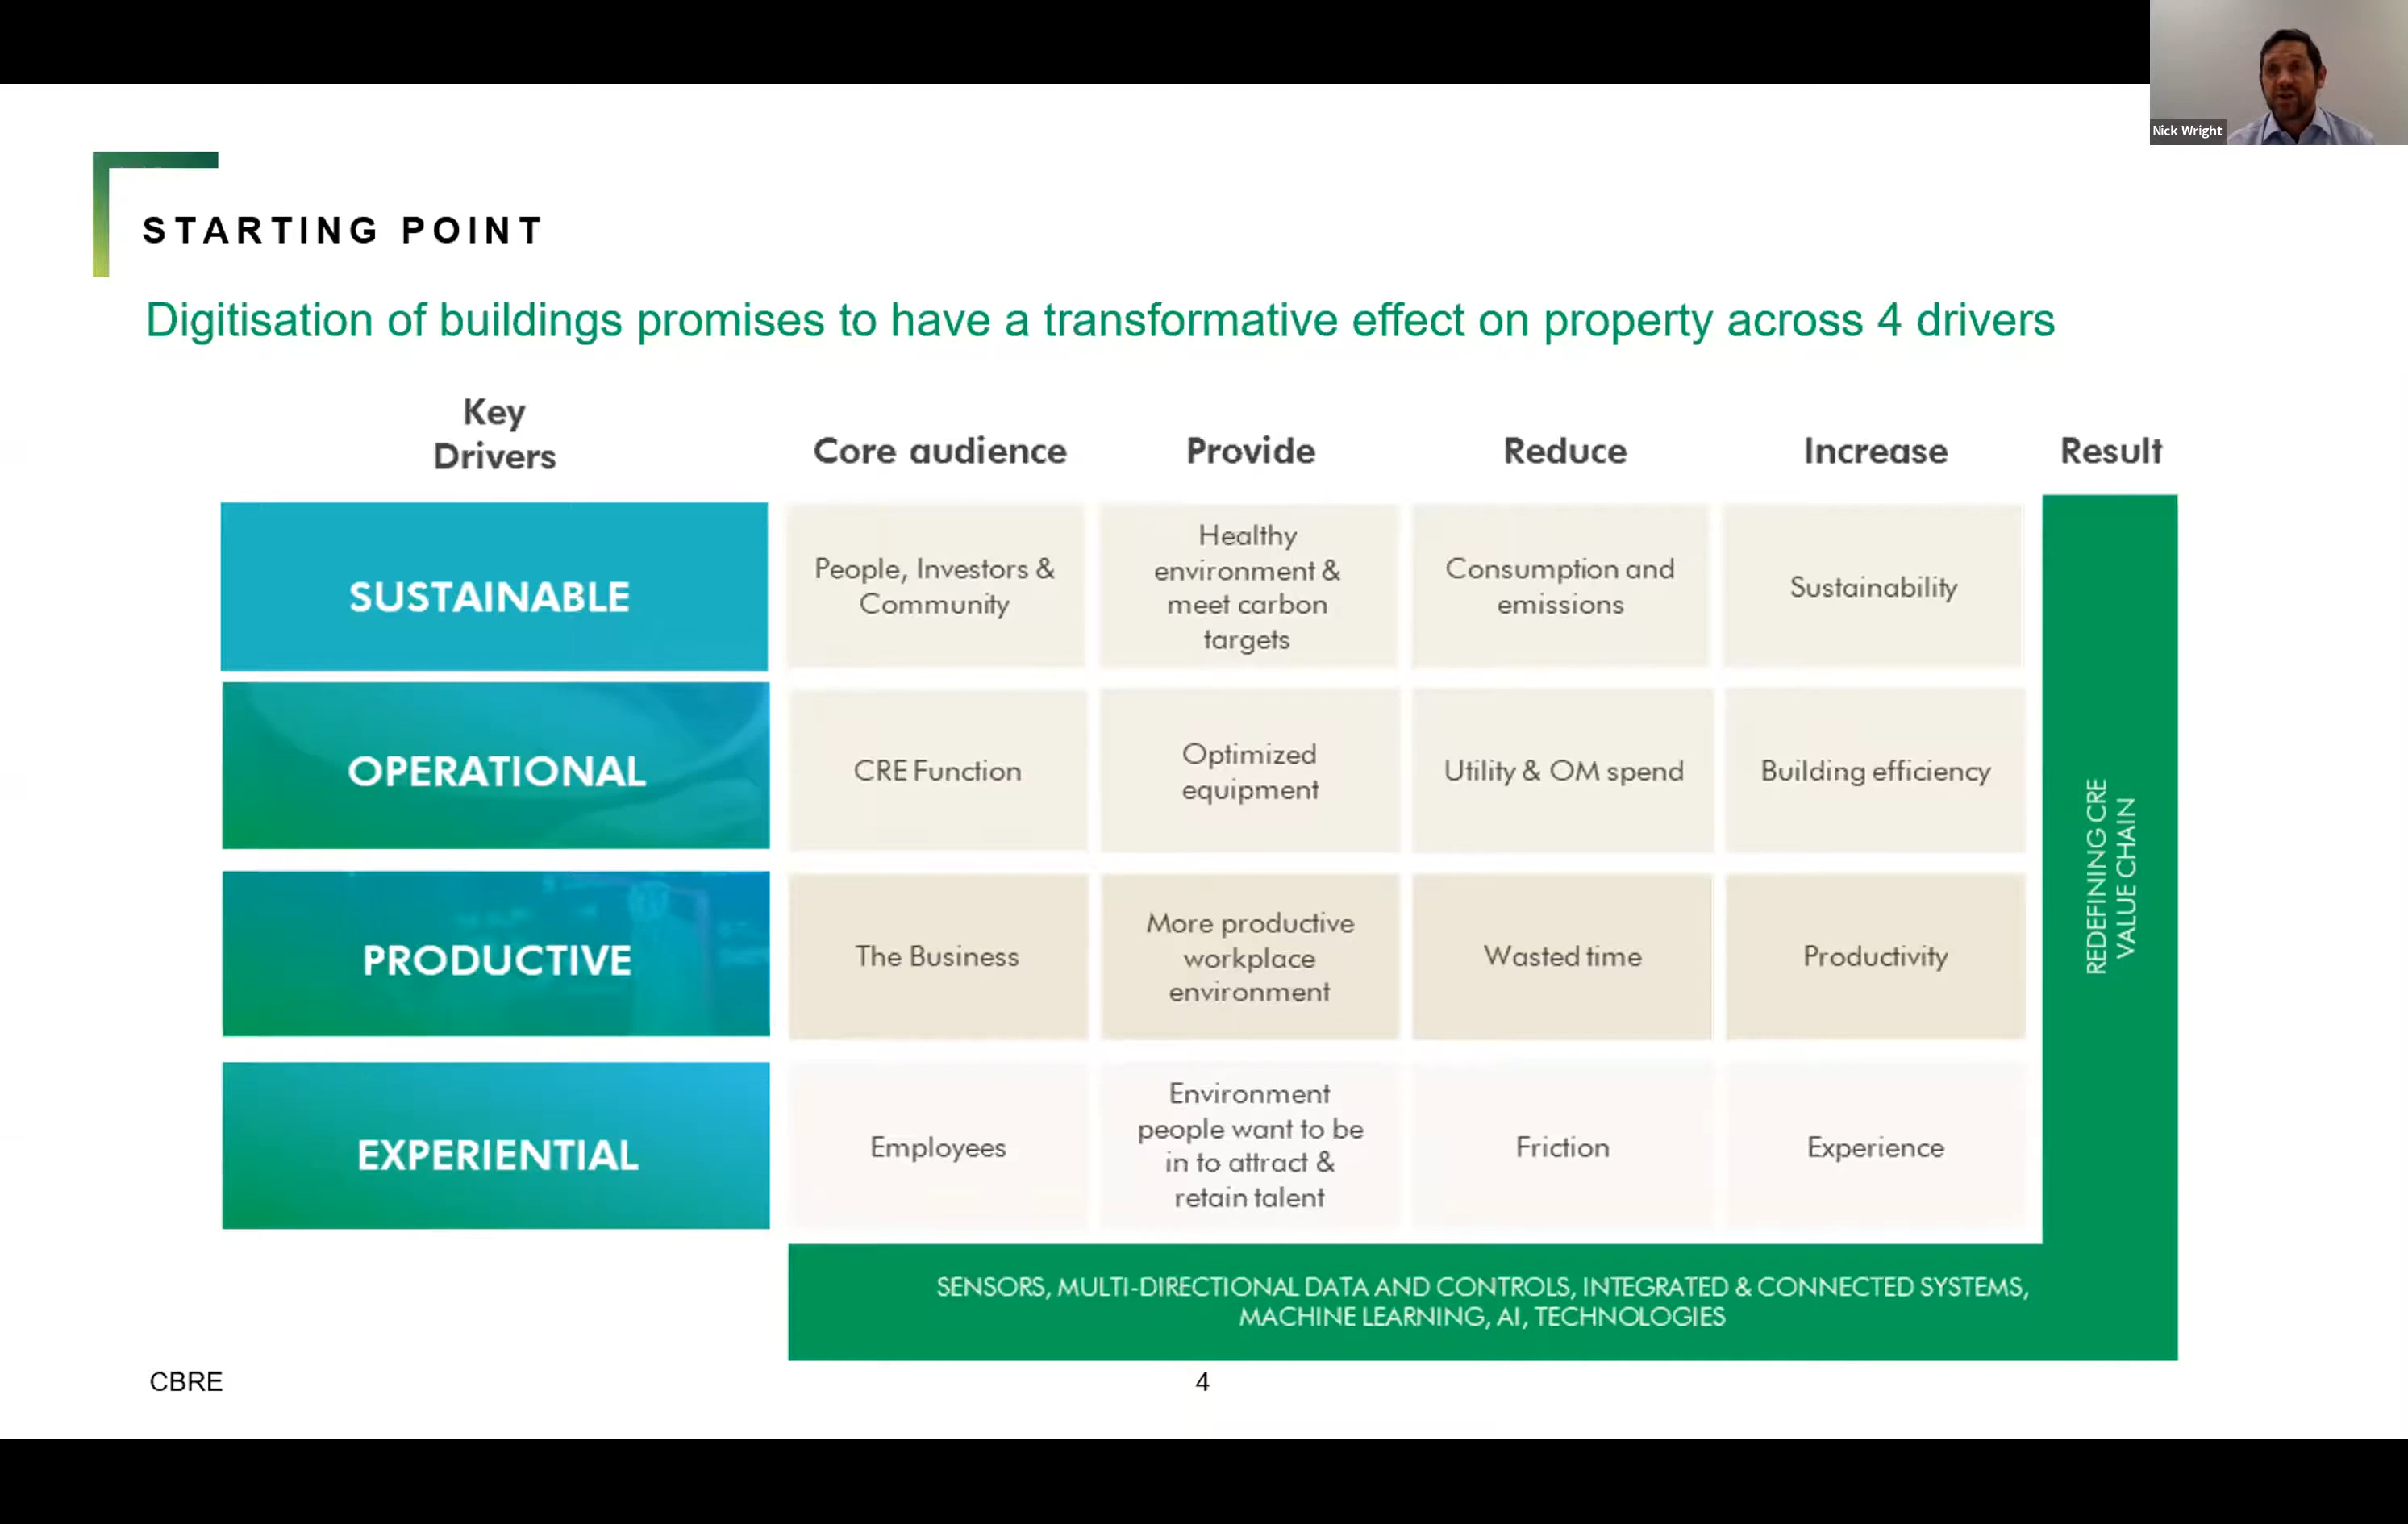 Nick Wright
STARTING POINT
Digitisation of buildings promises to have a transformative effect on property across 4 drivers
Key
Drivers
Core audience
Provide
Reduce
Increase
Result
SUSTAINABLE
People, Investors &
Community
Healthy
environment &
meet carbon
targets
Consumption and
emissions
Sustainability
OPERATIONAL
CRE Function
Optimized
equipment
Utility & OM spend
Building efficiency
PRODUCTIVE
The Business
More productive
workplace
environment
Wasted time
Productivity
EXPERIENTIAL
Employees
Environment
people want to be
in to attract &
retain talent
Friction
Experience
REDEFINING CRE
VALUE CHAIN
SENSORS, MULTI-DIRECTIONAL DATA AND CONTROLS, INTEGRATED & CONNECTED SYSTEMS,
MACHINE LEARNING, AI, TECHNOLOGIES
CBRE
4